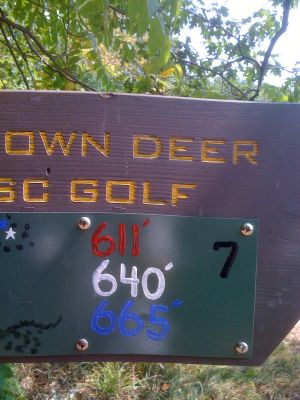 OWN DEER
SC GOLF
611'
7
640'
665'